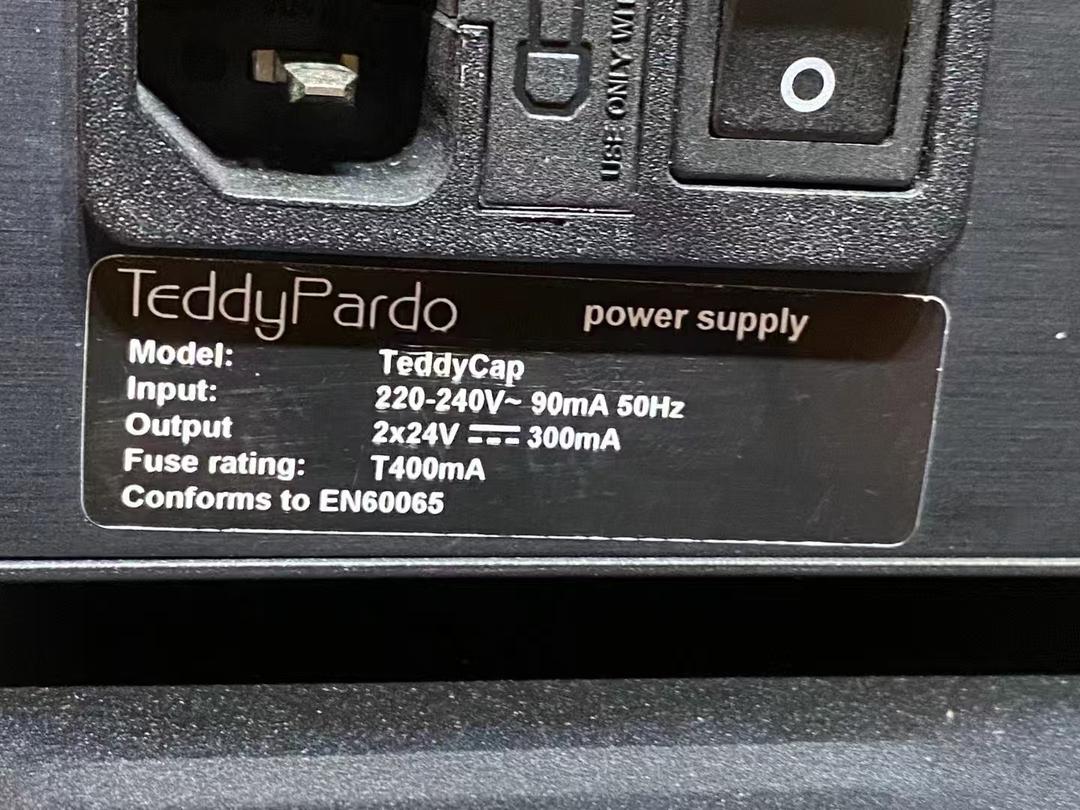 USE ONLY WIT
O
TeddyPardo power supply
Model: TeddyCap
Input: 220-240V~ 90mA 50Hz
Output 2x24V ⎓ 300mA
Fuse rating: T400mA
Conforms to EN60065